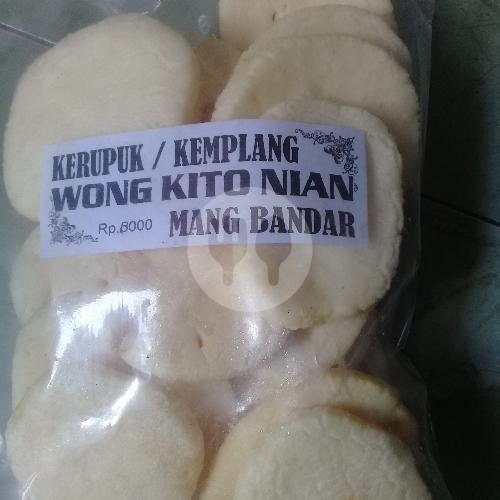 KERUPUK / KEMPLANG
WONG KITO NIAN
Rp.8000 MANG BANDAR